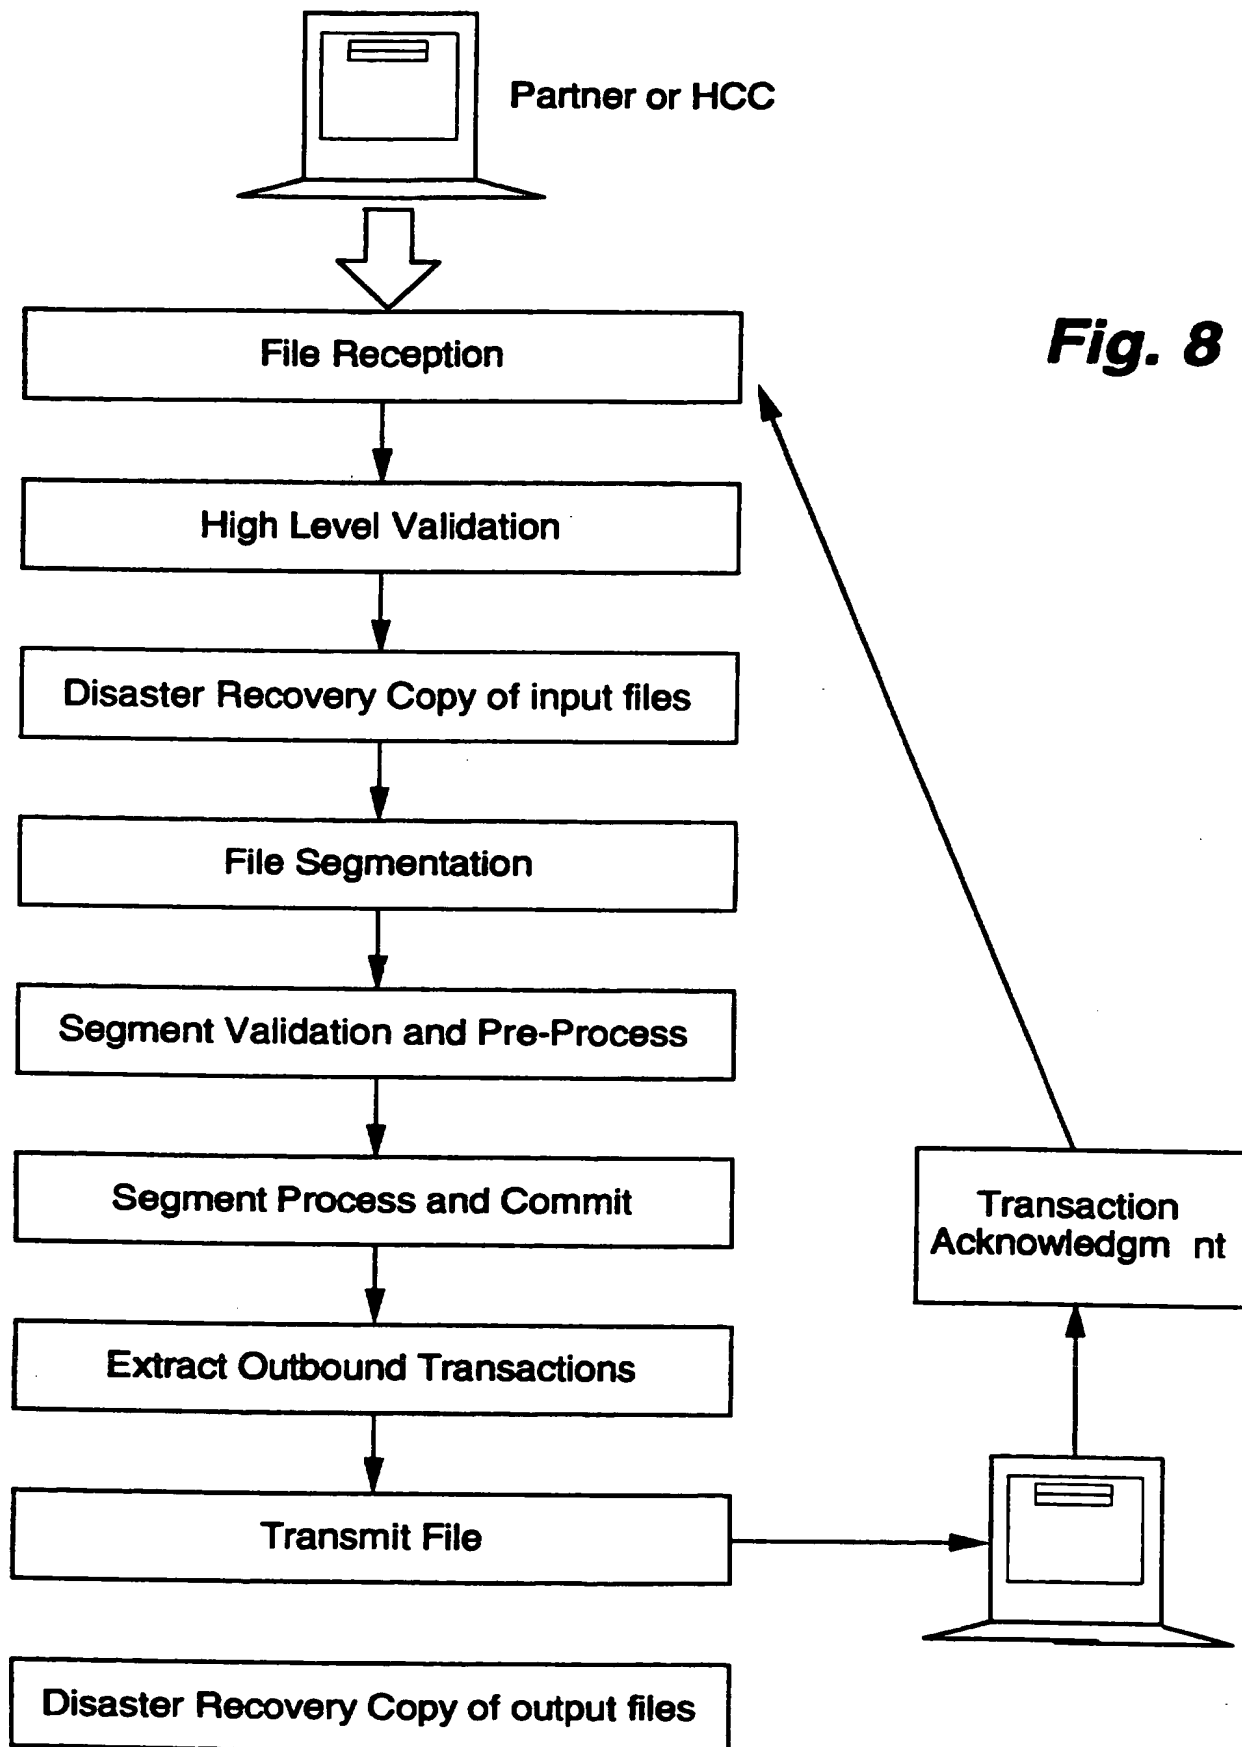 Partner or HCC
File Reception
Fig. 8
High Level Validation
Disaster Recovery Copy of input files
File Segmentation
Segment Validation and Pre-Process
Segment Process and Commit
Transaction
Acknowledgm nt
Extract Outbound Transactions
Transmit File
Disaster Recovery Copy of output files